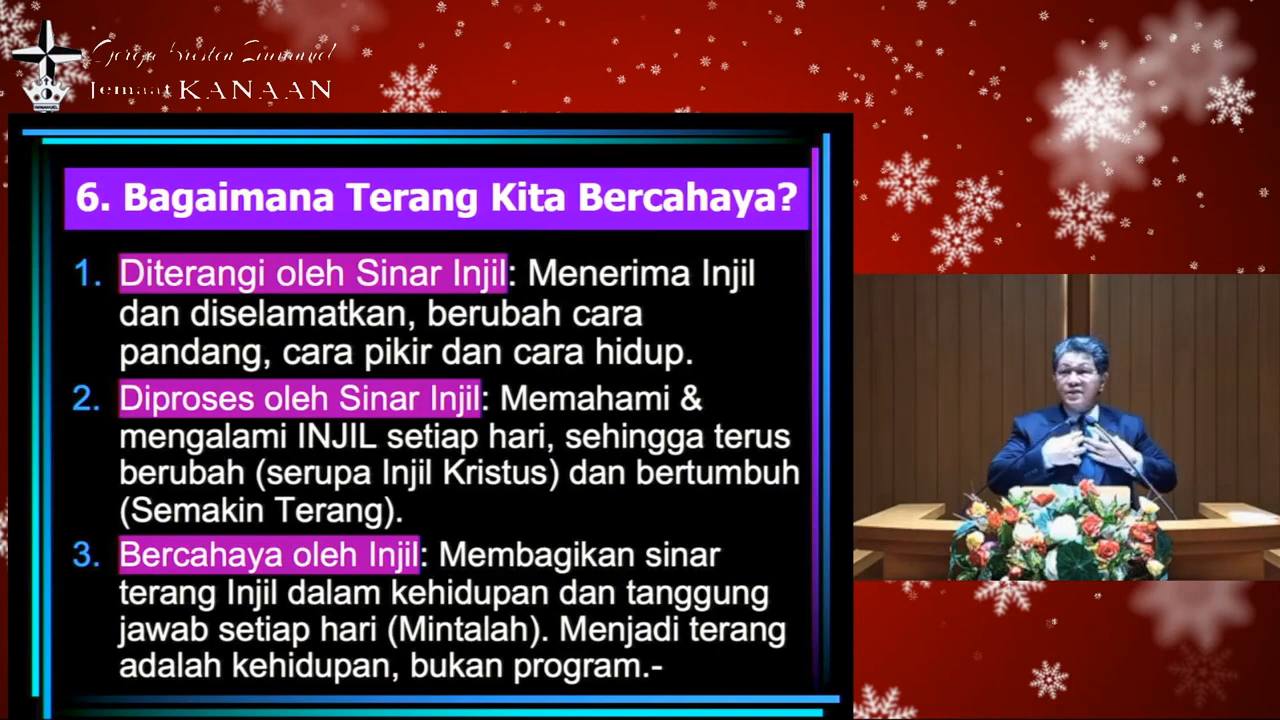 Gereja Kristen Immanuel
Jemaat KANAAN
6. Bagaimana Terang Kita Bercahaya?
1. Diterangi oleh Sinar Injil: Menerima Injil
dan diselamatkan, berubah cara
pandang, cara pikir dan cara hidup.
2. Diproses oleh Sinar Injil: Memahami &
mengalami INJIL setiap hari, sehingga terus
berubah (serupa Injil Kristus) dan bertumbuh
(Semakin Terang).
3. Bercahaya oleh Injil: Membagikan sinar
terang Injil dalam kehidupan dan tanggung
jawab setiap hari (Mintalah). Menjadi terang
adalah kehidupan, bukan program.-